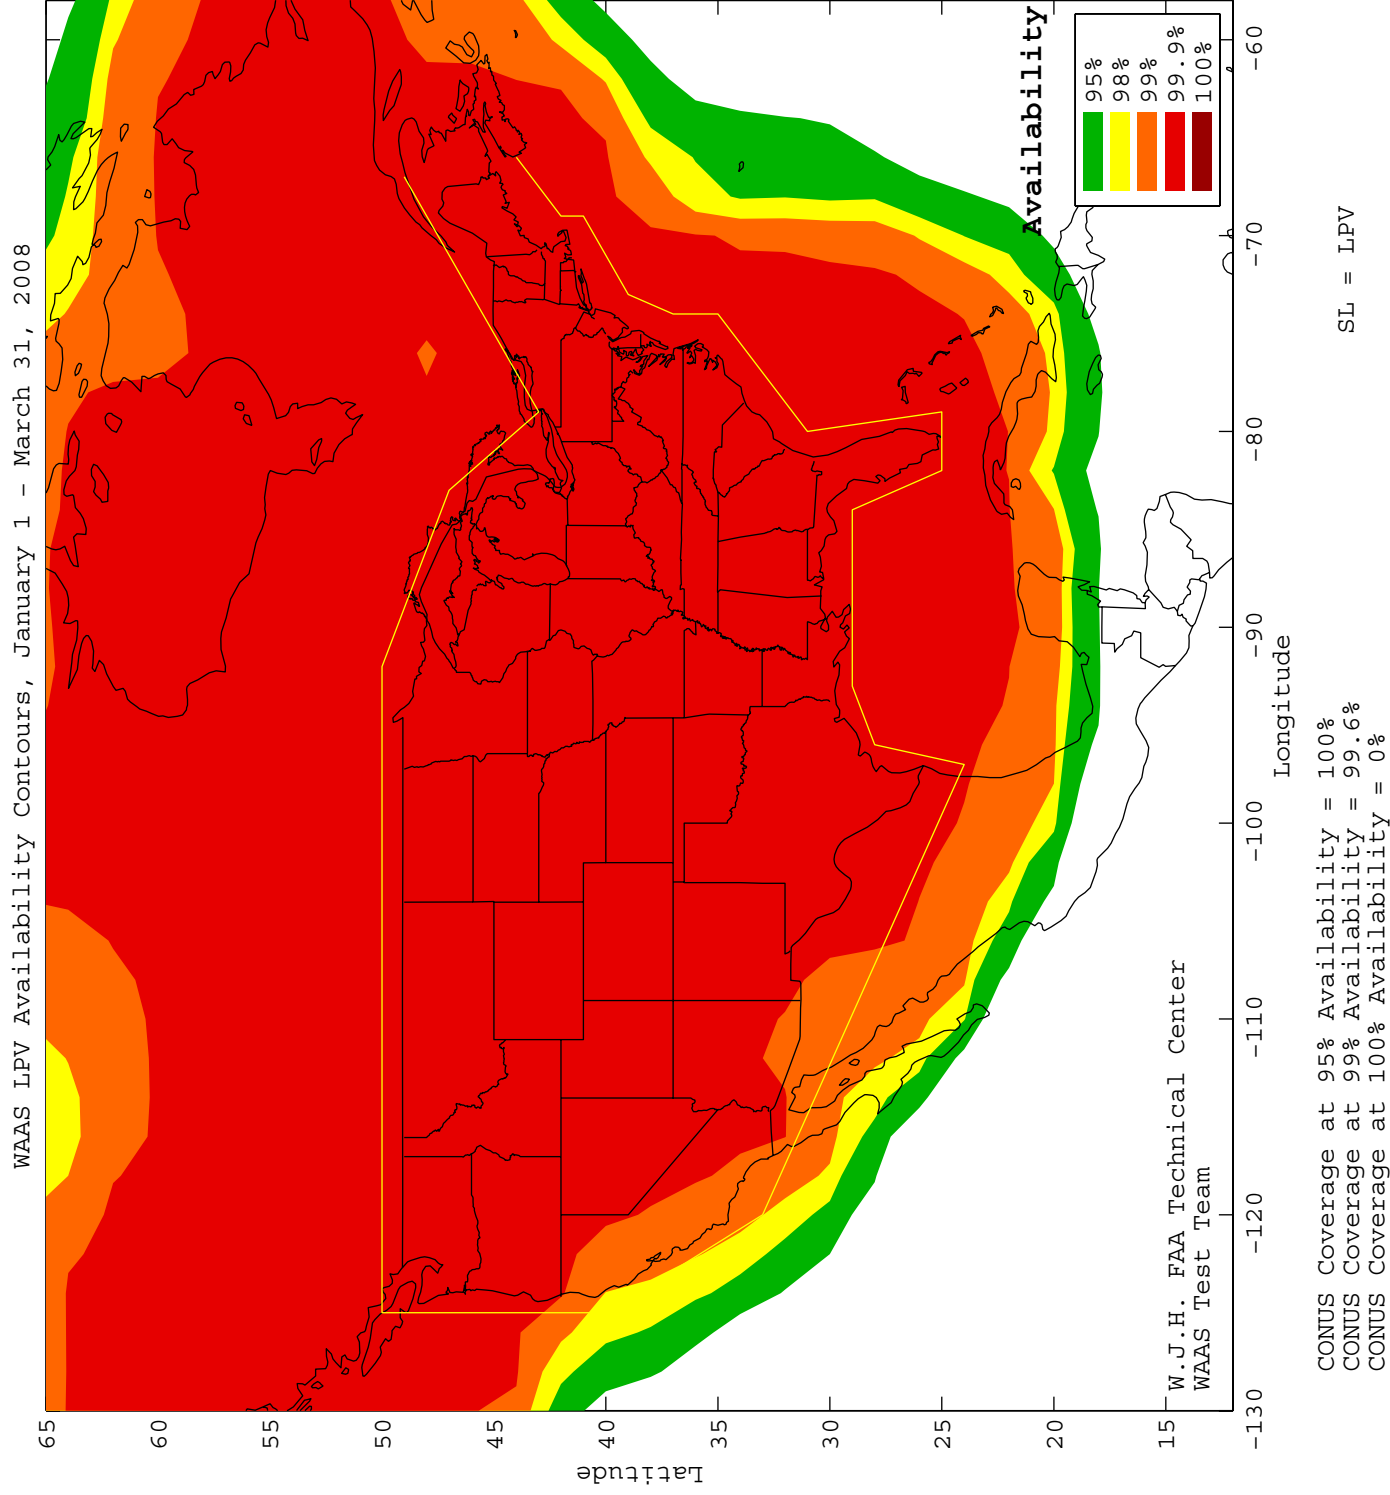 WAAS LPV Availability Contours, January 1 - March 31, 2008
Availability
95%
98%
99%
99.9%
100%
W.J.H. FAA Technical Center
WAAS Test Team
65
60
55
50
45
40
35
30
25
20
15
Latitude
-130
-120
-110
-100
-90
-80
-70
-60
Longitude
CONUS Coverage at 95% Availability = 100%
CONUS Coverage at 99% Availability = 99.6%
CONUS Coverage at 100% Availability = 0%
SL = LPV